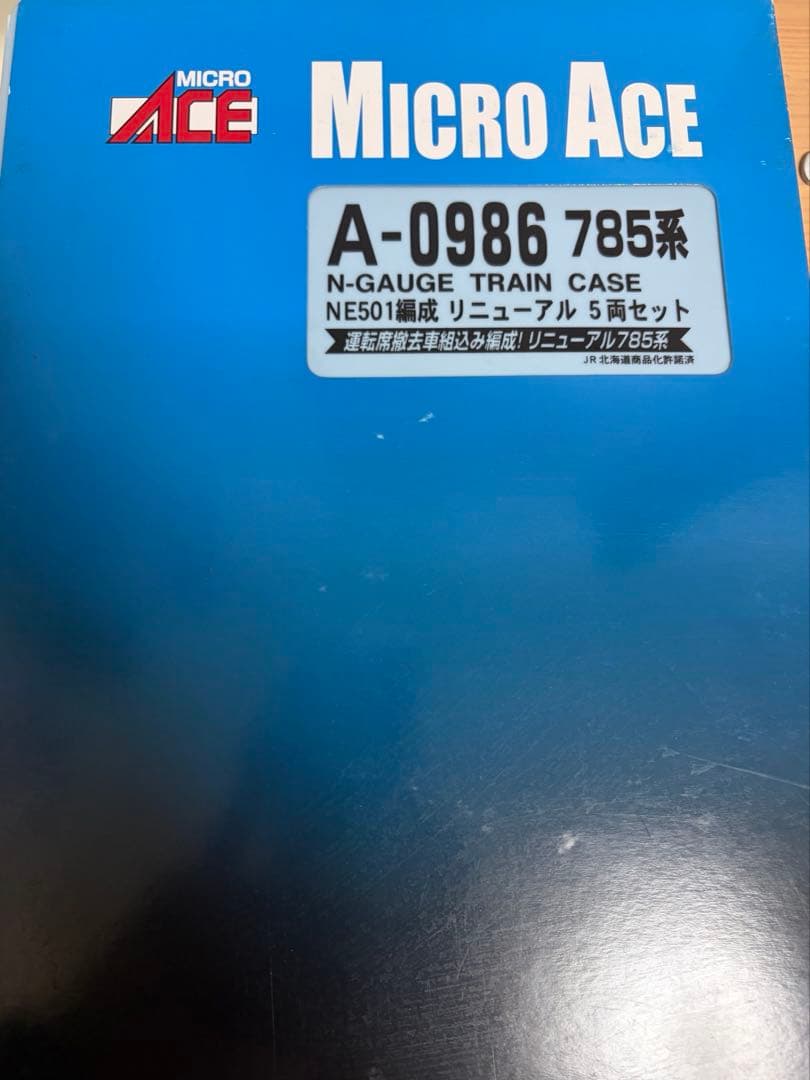 MICRO
ACE
MICRO ACE
A-0986 785系
N-GAUGE TRAIN CASE
NE501編成 リニューアル 5両セット
運転席撤去車組込み編成!リニューアル785系
JR北海道商品化許諾済